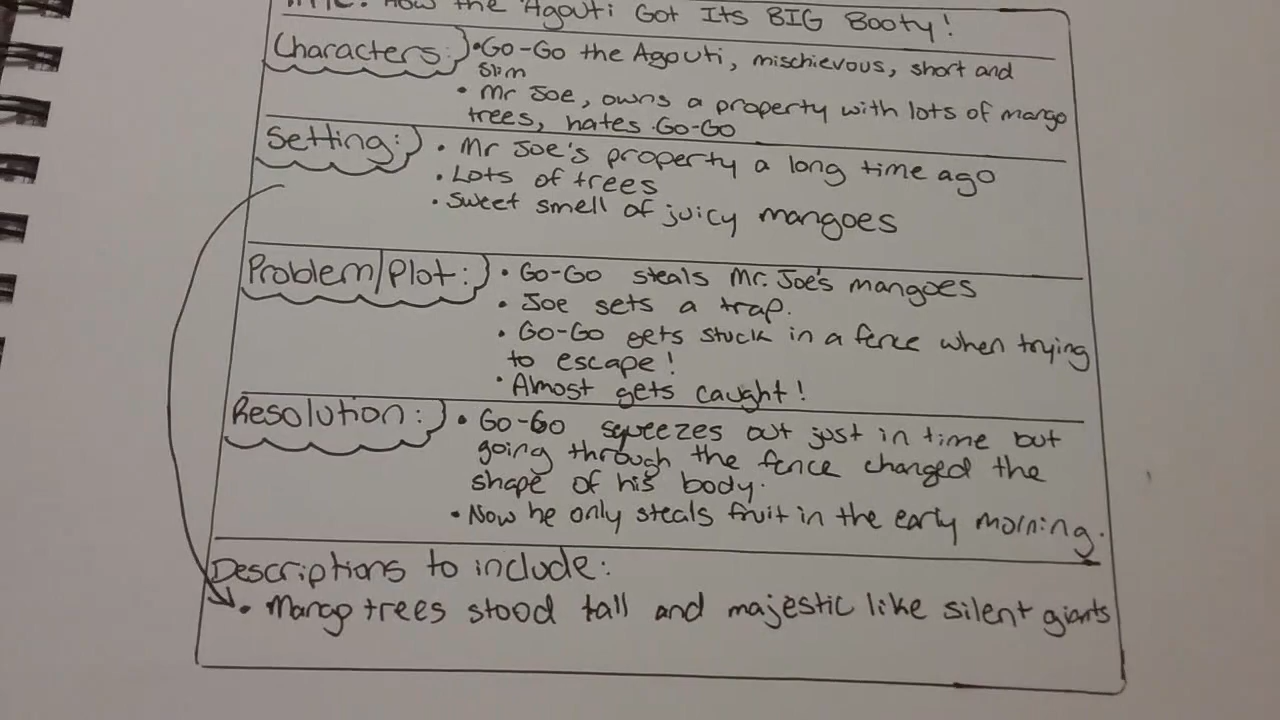 Title: How the Agouti Got Its BIG Booty!
Characters: • Go-Go the Agouti, mischievous, short and
slim
• Mr Joe, owns a property with lots of mango
trees, hates Go-Go
Setting: • Mr Joe's property a long time ago
• Lots of trees
• Sweet smell of juicy mangoes
Problem/Plot: • Go-Go steals Mr. Joe's mangoes
• Joe sets a trap.
• Go-Go gets stuck in a fence when trying
to escape!
• Almost gets caught!
Resolution: • Go-Go squeezes out just in time but
going through the fence changed the
shape of his body.
• Now he only steals fruit in the early morning.
Descriptions to include:
• Mango trees stood tall and majestic like silent giants